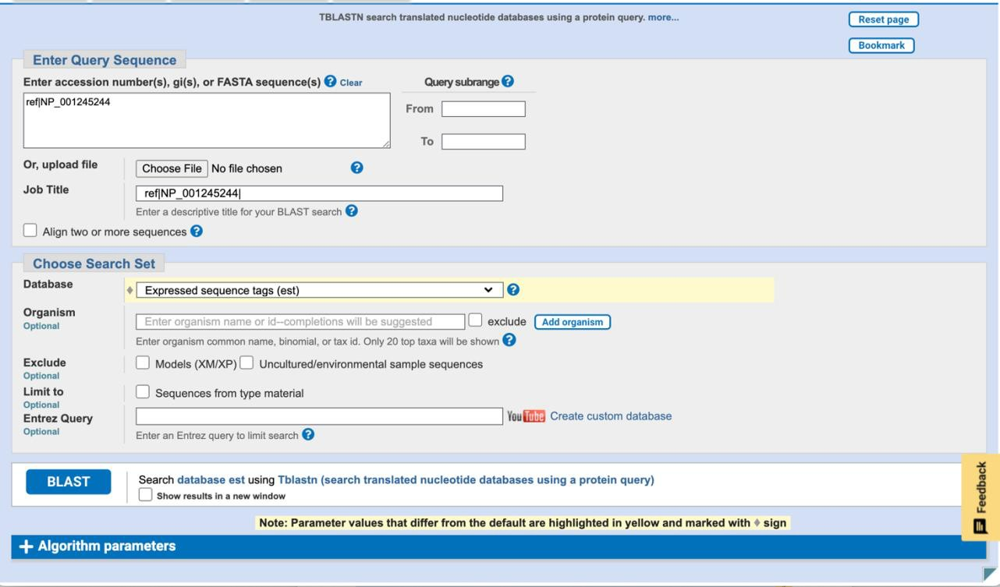 TBLASTN search translated nucleotide databases using a protein query. more...
Reset page
Bookmark
Enter Query Sequence
Enter accession number(s), gi(s), or FASTA sequence(s) ? Clear
Query subrange ?
ref|NP_001245244
From
To
Or, upload file
Choose File No file chosen ?
Job Title
ref|NP_001245244|
Enter a descriptive title for your BLAST search ?
Align two or more sequences ?
Choose Search Set
Database
♦ Expressed sequence tags (est) ?
Organism
Optional
Enter organism name or id--completions will be suggested
exclude
Add organism
Enter organism common name, binomial, or tax id. Only 20 top taxa will be shown ?
Exclude
Optional
Models (XM/XP) Uncultured/environmental sample sequences
Limit to
Optional
Sequences from type material
Entrez Query
Optional
YouTube Create custom database
Enter an Entrez query to limit search ?
BLAST
Search database est using Tblastn (search translated nucleotide databases using a protein query)
Show results in a new window
Feedback
Note: Parameter values that differ from the default are highlighted in yellow and marked with ♦ sign
+ Algorithm parameters